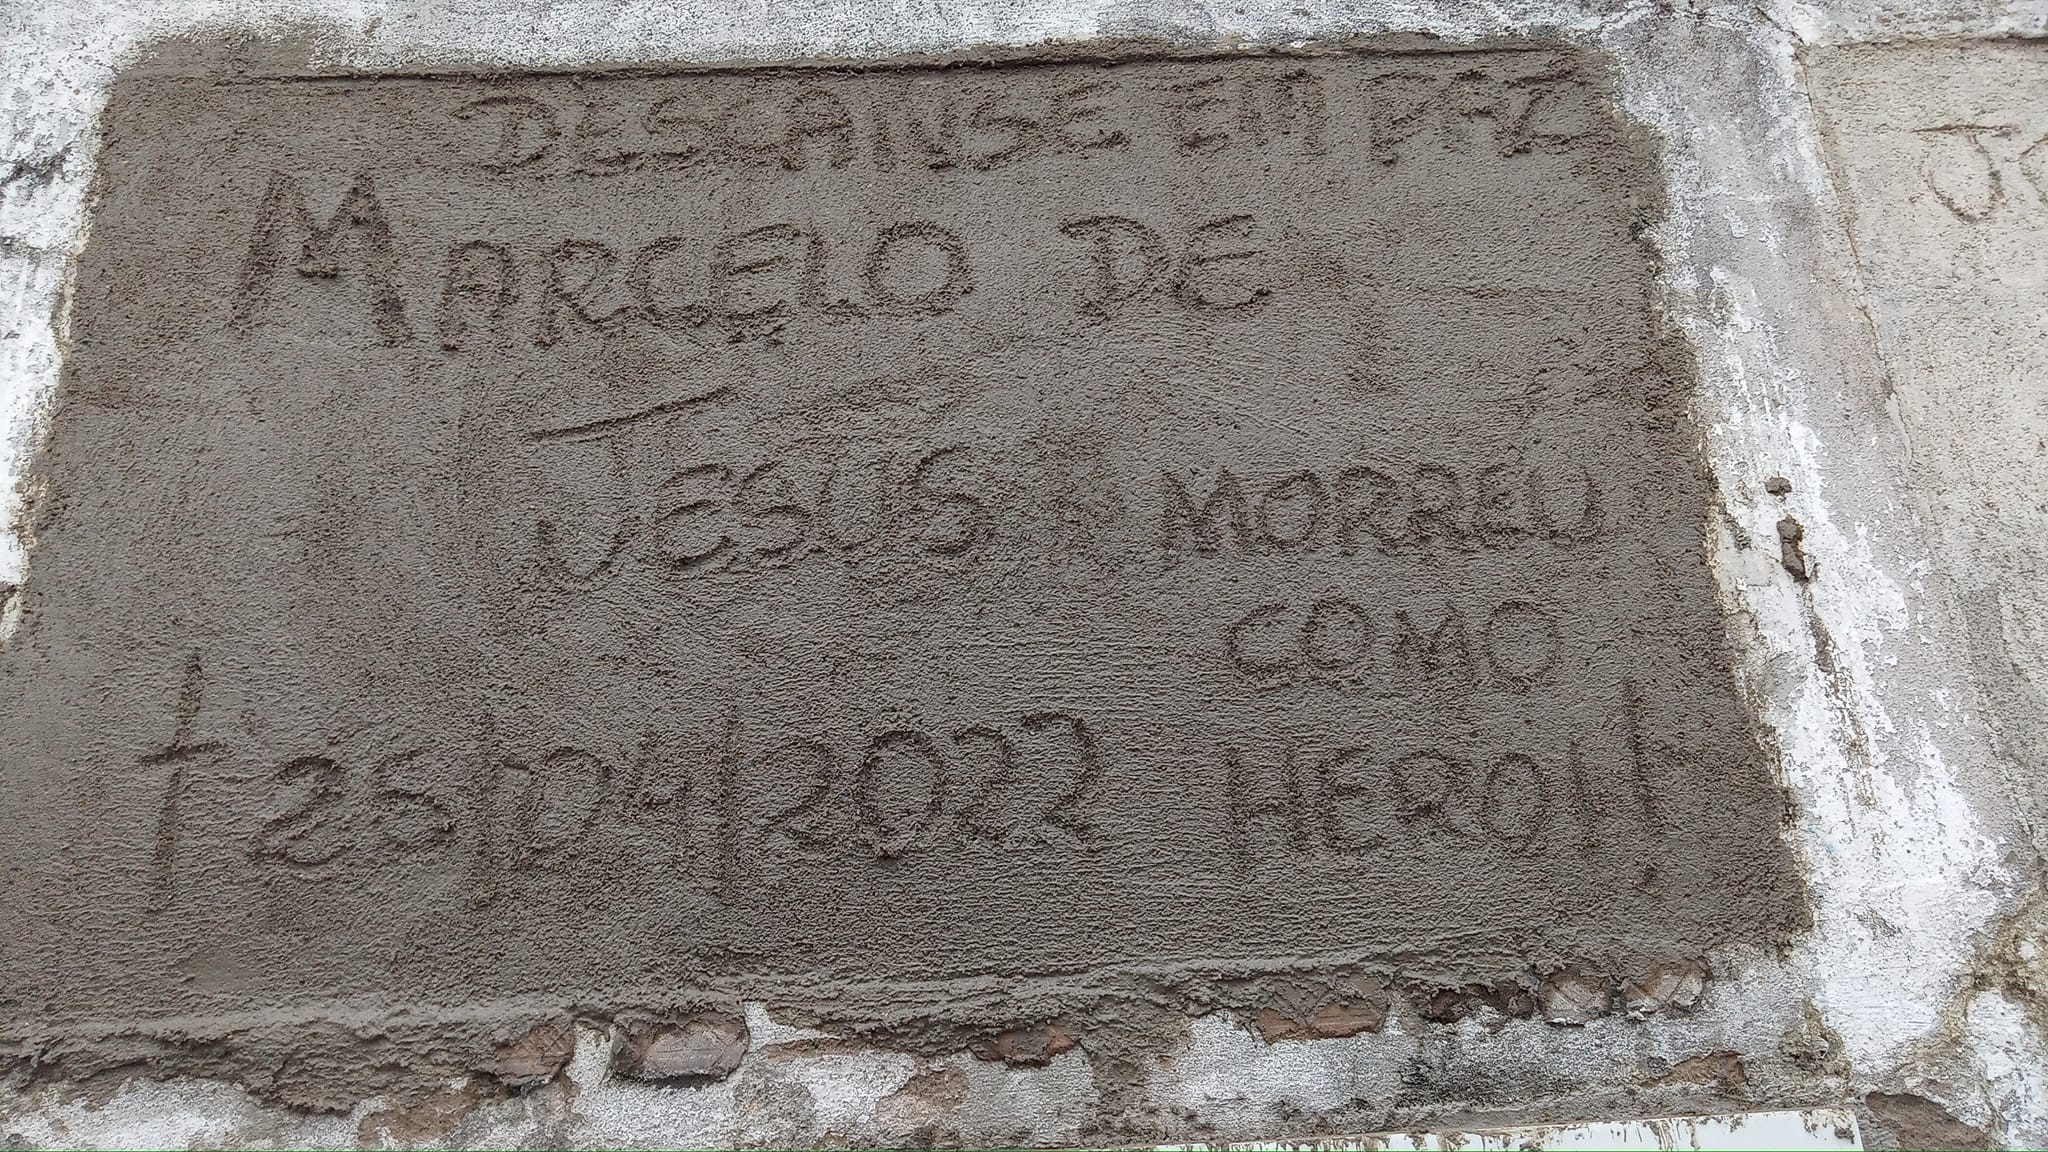 DESCANSE EM PAZ
MARCELO DE
JESUS MORREU
COMO
† 25/04/2022 HEROI!